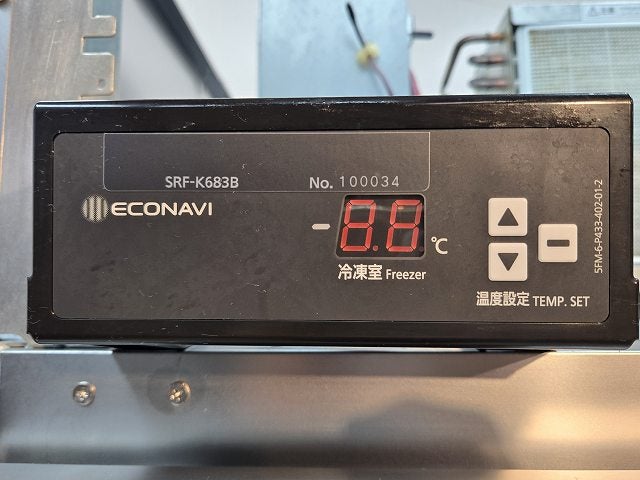 SRF-K683B No. 100034
ECONAVI
-8.8 ℃
冷凍室 Freezer
温度設定 TEMP. SET
5FM-6-P433-402-01-2